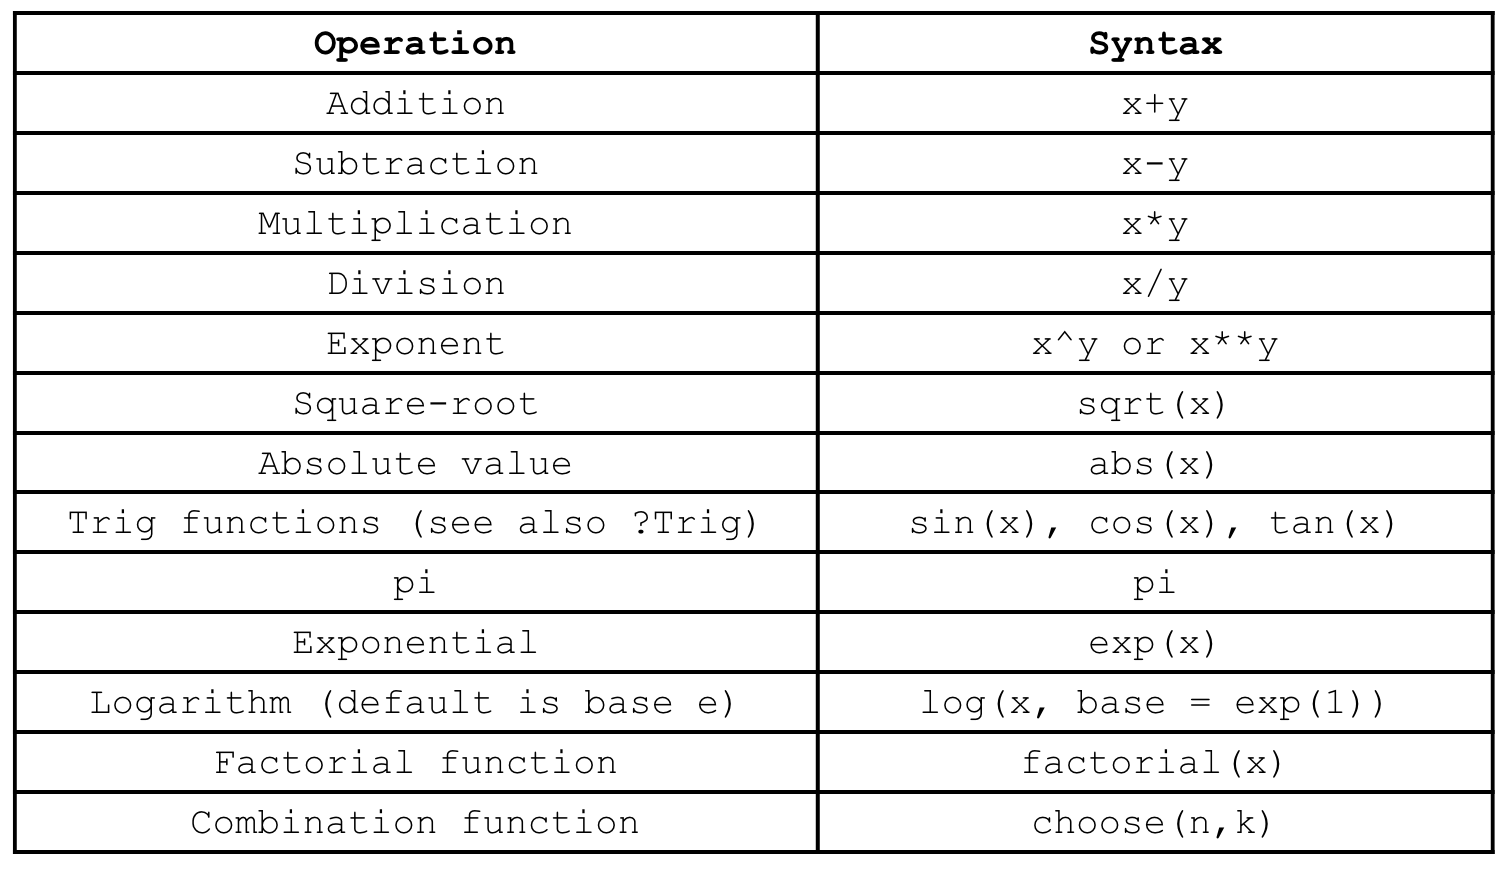 Operation Syntax
Addition x+y
Subtraction x-y
Multiplication x*y
Division x/y
Exponent x^y or x**y
Square-root sqrt(x)
Absolute value abs(x)
Trig functions (see also ?Trig) sin(x), cos(x), tan(x)
pi pi
Exponential exp(x)
Logarithm (default is base e) log(x, base = exp(1))
Factorial function factorial(x)
Combination function choose(n,k)